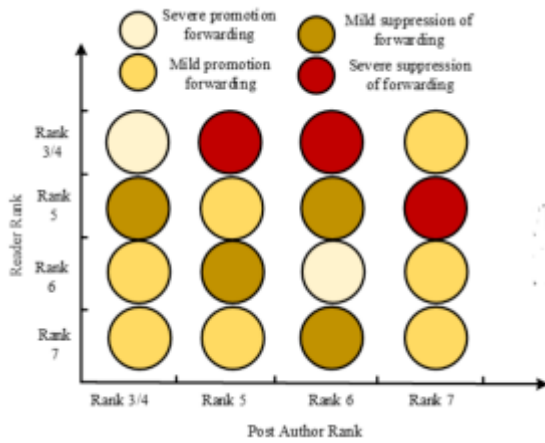 Severe promotion
forwarding
Mild promotion
forwarding
Mild suppression of
forwarding
Severe suppression
of forwarding
Reader Rank
Rank
3/4
Rank
5
Rank
6
Rank
7
Rank 3/4
Rank 5
Rank 6
Rank 7
Post Author Rank